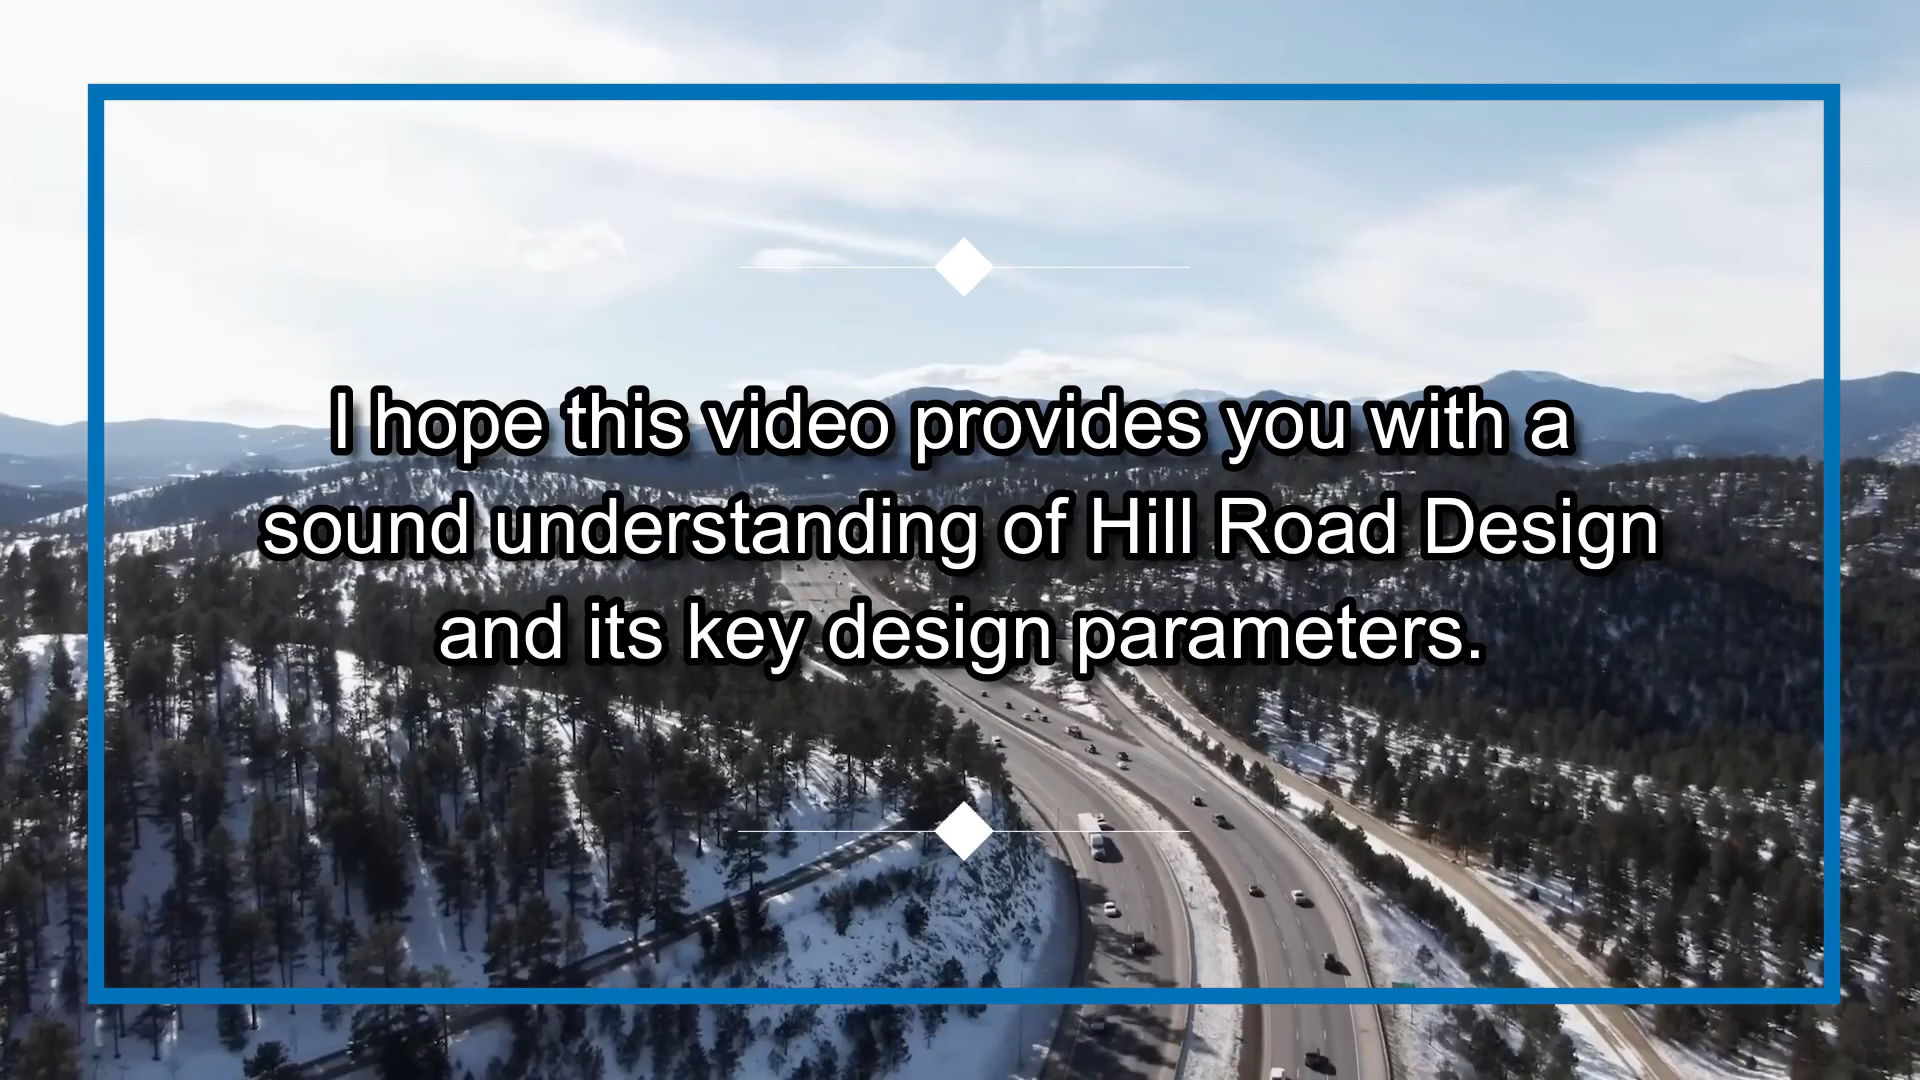 I hope this video provides you with a
sound understanding of Hill Road Design
and its key design parameters.